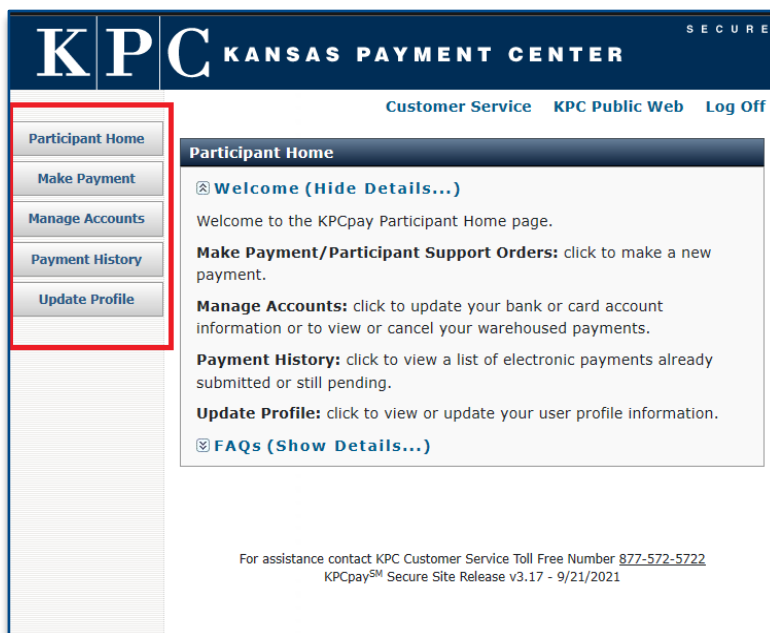 SECURE
KPC KANSAS PAYMENT CENTER
Customer Service KPC Public Web Log Off
Participant Home
Make Payment
Manage Accounts
Payment History
Update Profile
Participant Home
Welcome (Hide Details...)
Welcome to the KPCpay Participant Home page.
Make Payment/Participant Support Orders: click to make a new
payment.
Manage Accounts: click to update your bank or card account
information or to view or cancel your warehoused payments.
Payment History: click to view a list of electronic payments already
submitted or still pending.
Update Profile: click to view or update your user profile information.
FAQs (Show Details...)
For assistance contact KPC Customer Service Toll Free Number 877-572-5722
KPCpaySM Secure Site Release v3.17 - 9/21/2021